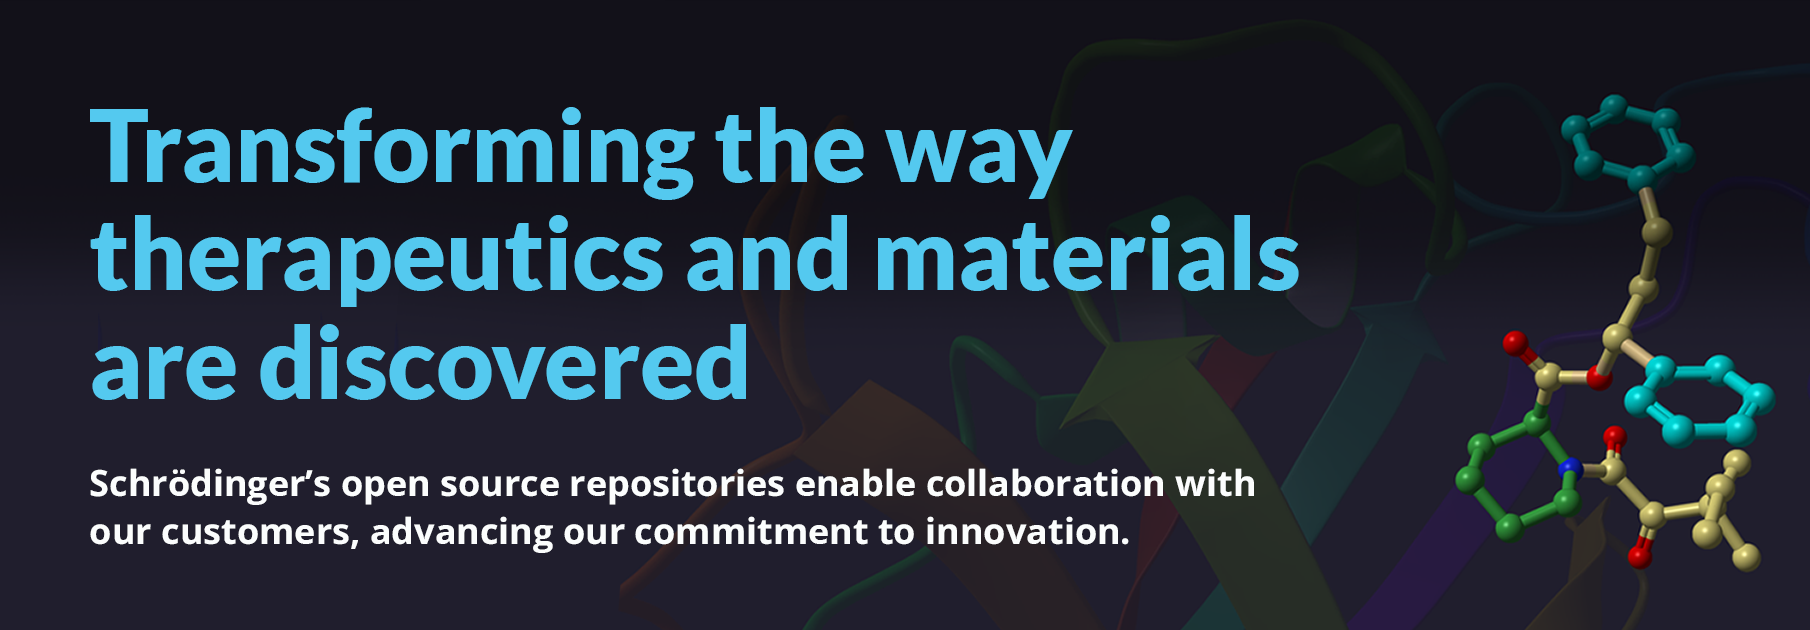 Transforming the way
therapeutics and materials
are discovered
Schrödinger’s open source repositories enable collaboration with
our customers, advancing our commitment to innovation.